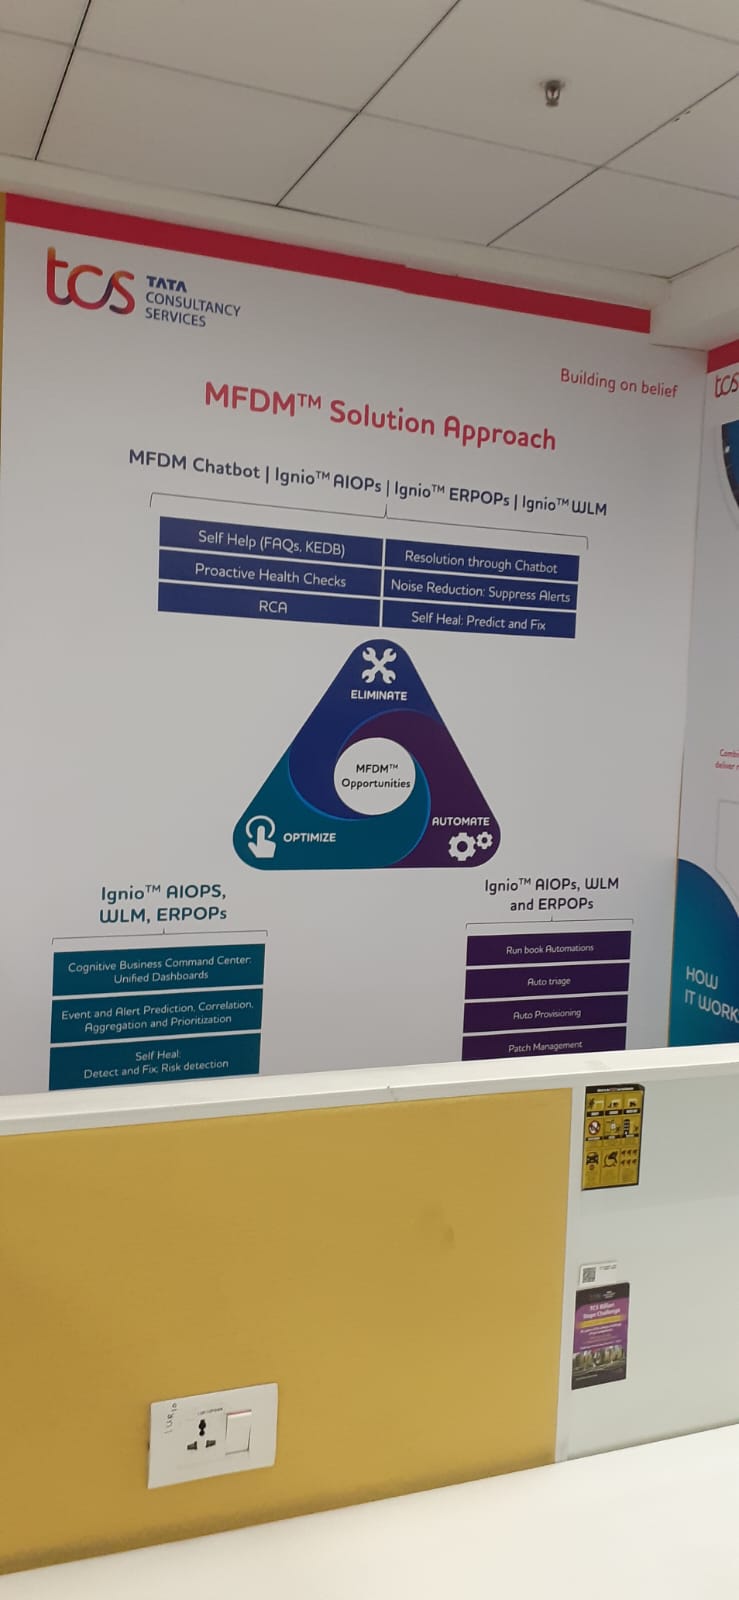 tcs TATA
CONSULTANCY
SERVICES
Building on belief
tcs
MFDM™ Solution Approach
MFDM Chatbot | Ignio™ AIOPs | Ignio™ ERPOPs | Ignio™ WLM
Self Help (FAQs, KEDB)
Resolution through Chatbot
Proactive Health Checks
Noise Reduction: Suppress Alerts
RCA
Self Heal: Predict and Fix
ELIMINATE
MFDM™
Opportunities
OPTIMIZE
AUTOMATE
Ignio™ AIOPS,
WLM, ERPOPs
Cognitive Business Command Center:
Unified Dashboards
Event and Alert Prediction, Correlation,
Aggregation and Prioritization
Self Heal:
Detect and Fix, Risk detection
Ignio™ AIOPs, WLM
and ERPOPs
Run book Automations
Auto triage
Auto Provisioning
Patch Management
HOW
IT WORK
TCS Billion
Steps Challenge